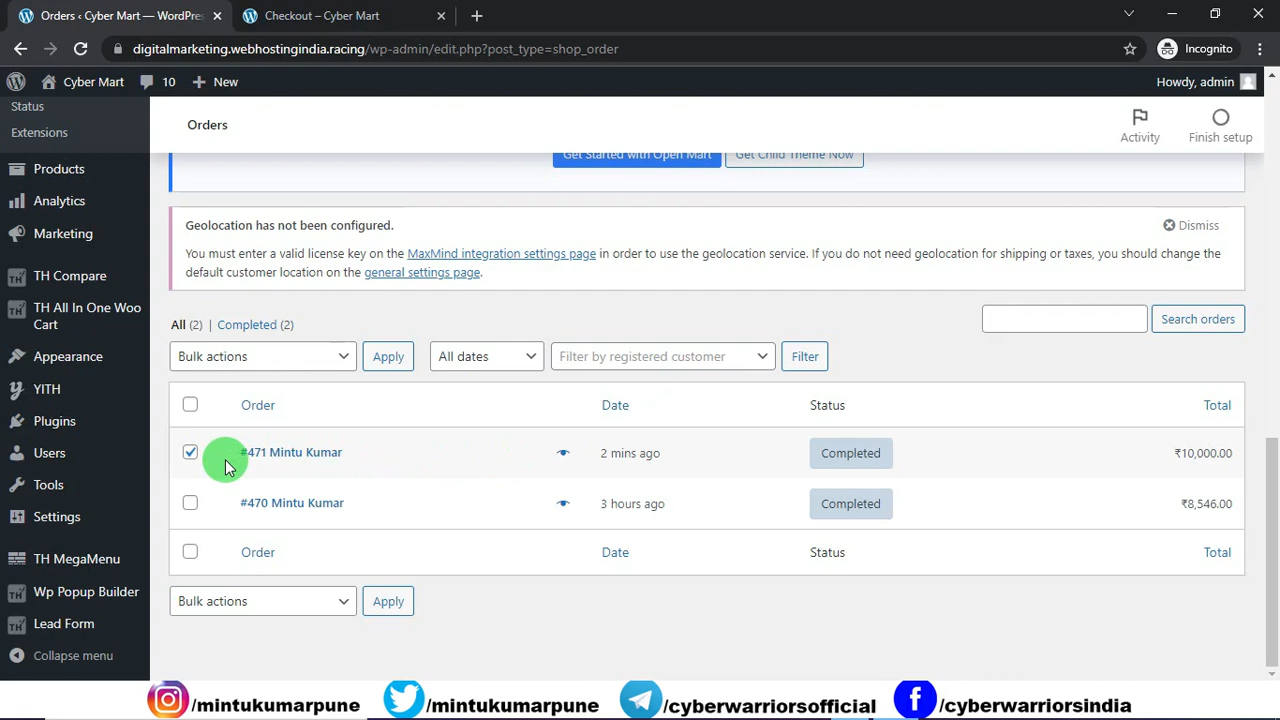 Orders ‹ Cyber Mart — WordPres
Checkout – Cyber Mart
digitalmarketing.webhostingindia.racing/wp-admin/edit.php?post_type=shop_order
Incognito
Cyber Mart
10
New
Howdy, admin
Status
Extensions
Products
Analytics
Marketing
TH Compare
TH All In One Woo
Cart
Appearance
YITH
Plugins
Users
Tools
Settings
TH MegaMenu
Wp Popup Builder
Lead Form
Collapse menu
Orders
Activity
Finish setup
Get Started with Open Mart
Get Child Theme Now
Geolocation has not been configured.
Dismiss
You must enter a valid license key on the MaxMind integration settings page in order to use the geolocation service. If you do not need geolocation for shipping or taxes, you should change the
default customer location on the general settings page.
All (2) | Completed (2)
Search orders
Bulk actions
Apply
All dates
Filter by registered customer
Filter
Order
Date
Status
Total
#471 Mintu Kumar
2 mins ago
Completed
₹10,000.00
#470 Mintu Kumar
3 hours ago
Completed
₹8,546.00
Order
Date
Status
Total
Bulk actions
Apply
/mintukumarpune
/mintukumarpune
/cyberwarriorsofficial
/cyberwarriorsindia